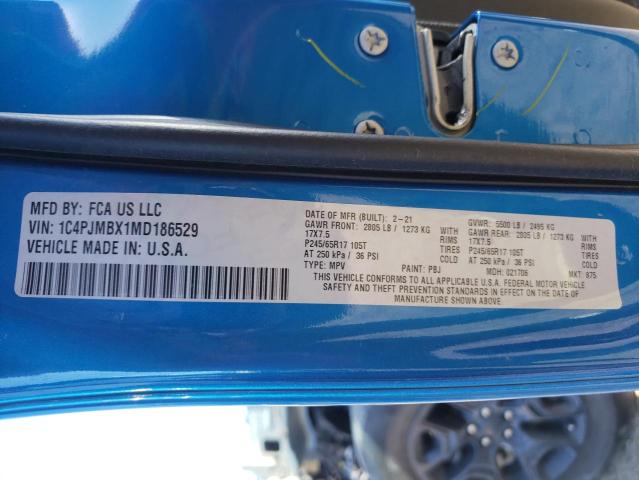 MFD BY: FCA US LLC
VIN: 1C4PJMBX1MD186529
VEHICLE MADE IN U.S.A.
DATE OF MFR (BUILT): 2-21 GVWR: 5500 LB / 2495 KG
GAWR FRONT: 2805 LB / 1273 KG WITH GAWR REAR: 2805 LB / 1273 KG WITH
17X7.5 RIMS 17X7.5 RIMS
P245/65R17 105T TIRES P245/65R17 105T TIRES
AT 250 kPa / 36 PSI COLD AT 250 kPa / 36 PSI COLD
TYPE: MPV PAINT: PBJ MDH: 021706 MKT: 875
THIS VEHICLE CONFORMS TO ALL APPLICABLE U.S.A. FEDERAL MOTOR VEHICLE
SAFETY AND THEFT PREVENTION STANDARDS IN EFFECT ON THE DATE OF
MANUFACTURE SHOWN ABOVE